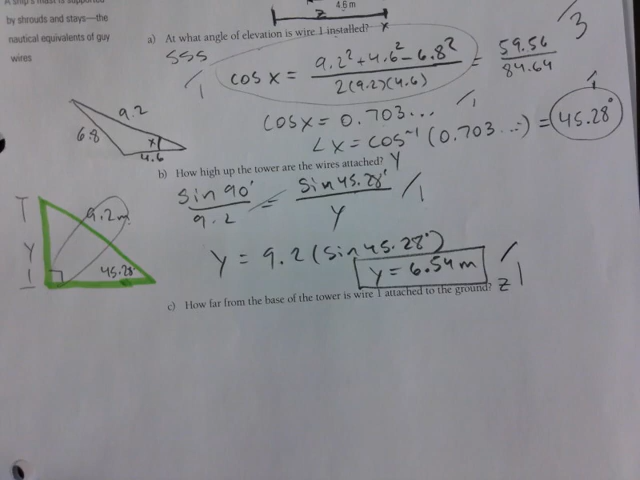 A ship's mast is supported
by shrouds and stays—the
nautical equivalents of guy
wires
4.6 m
z
x
a) At what angle of elevation is wire 1 installed?
SSS
cos x = 9.2² + 4.6² - 6.8² / 2(9.2)(4.6) = 59.56 / 84.64
/3
/1
cos x = 0.703...
/1
∠x = cos⁻¹ (0.703...) = 45.28°
/1
9.2
6.8
x
4.6
b) How high up the tower are the wires attached? Y
sin 90° / 9.2 = sin 45.28° / Y
/1
9.2m
Y
45.28°
Y = 9.2 (sin 45.28°)
Y = 6.54 m
/1
c) How far from the base of the tower is wire 1 attached to the ground? z